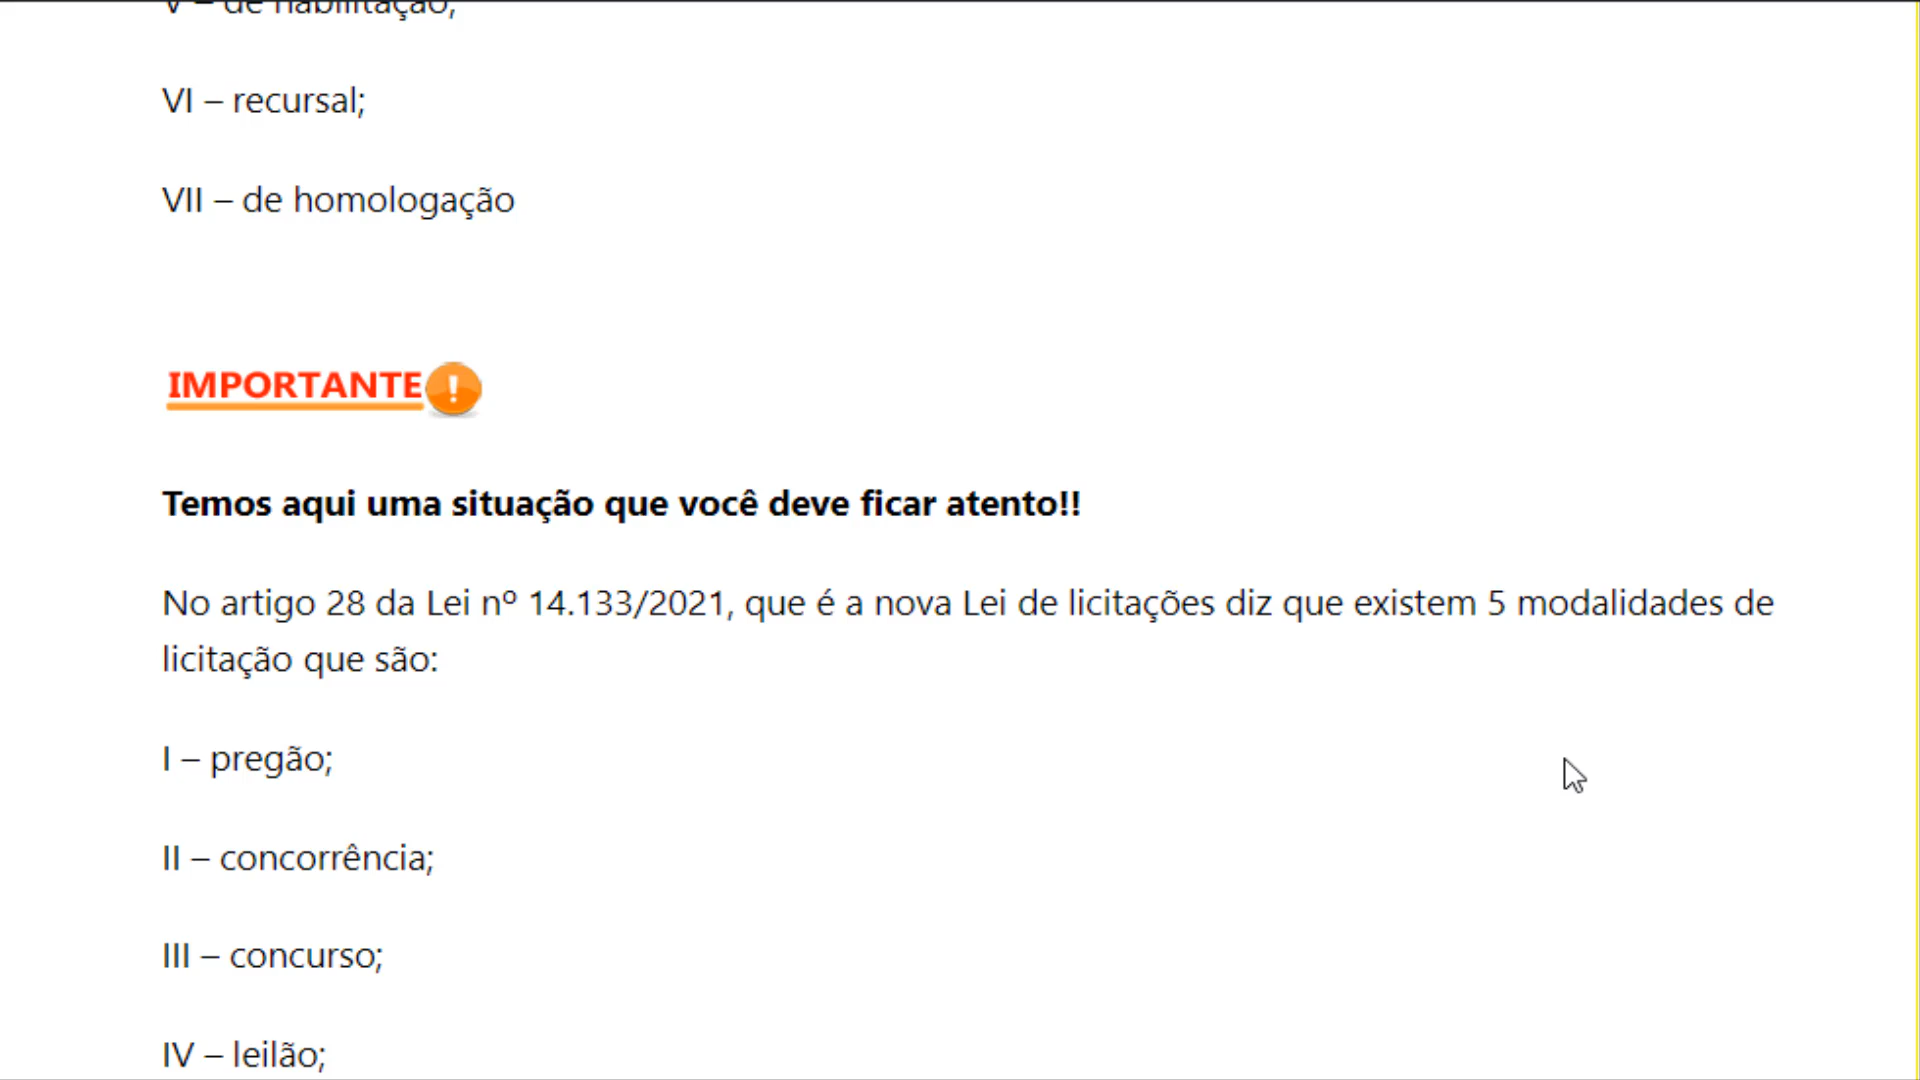 V – de habilitação;
VI – recursal;
VII – de homologação
IMPORTANTE!
Temos aqui uma situação que você deve ficar atento!!
No artigo 28 da Lei nº 14.133/2021, que é a nova Lei de licitações diz que existem 5 modalidades de
licitação que são:
I – pregão;
II – concorrência;
III – concurso;
IV – leilão;